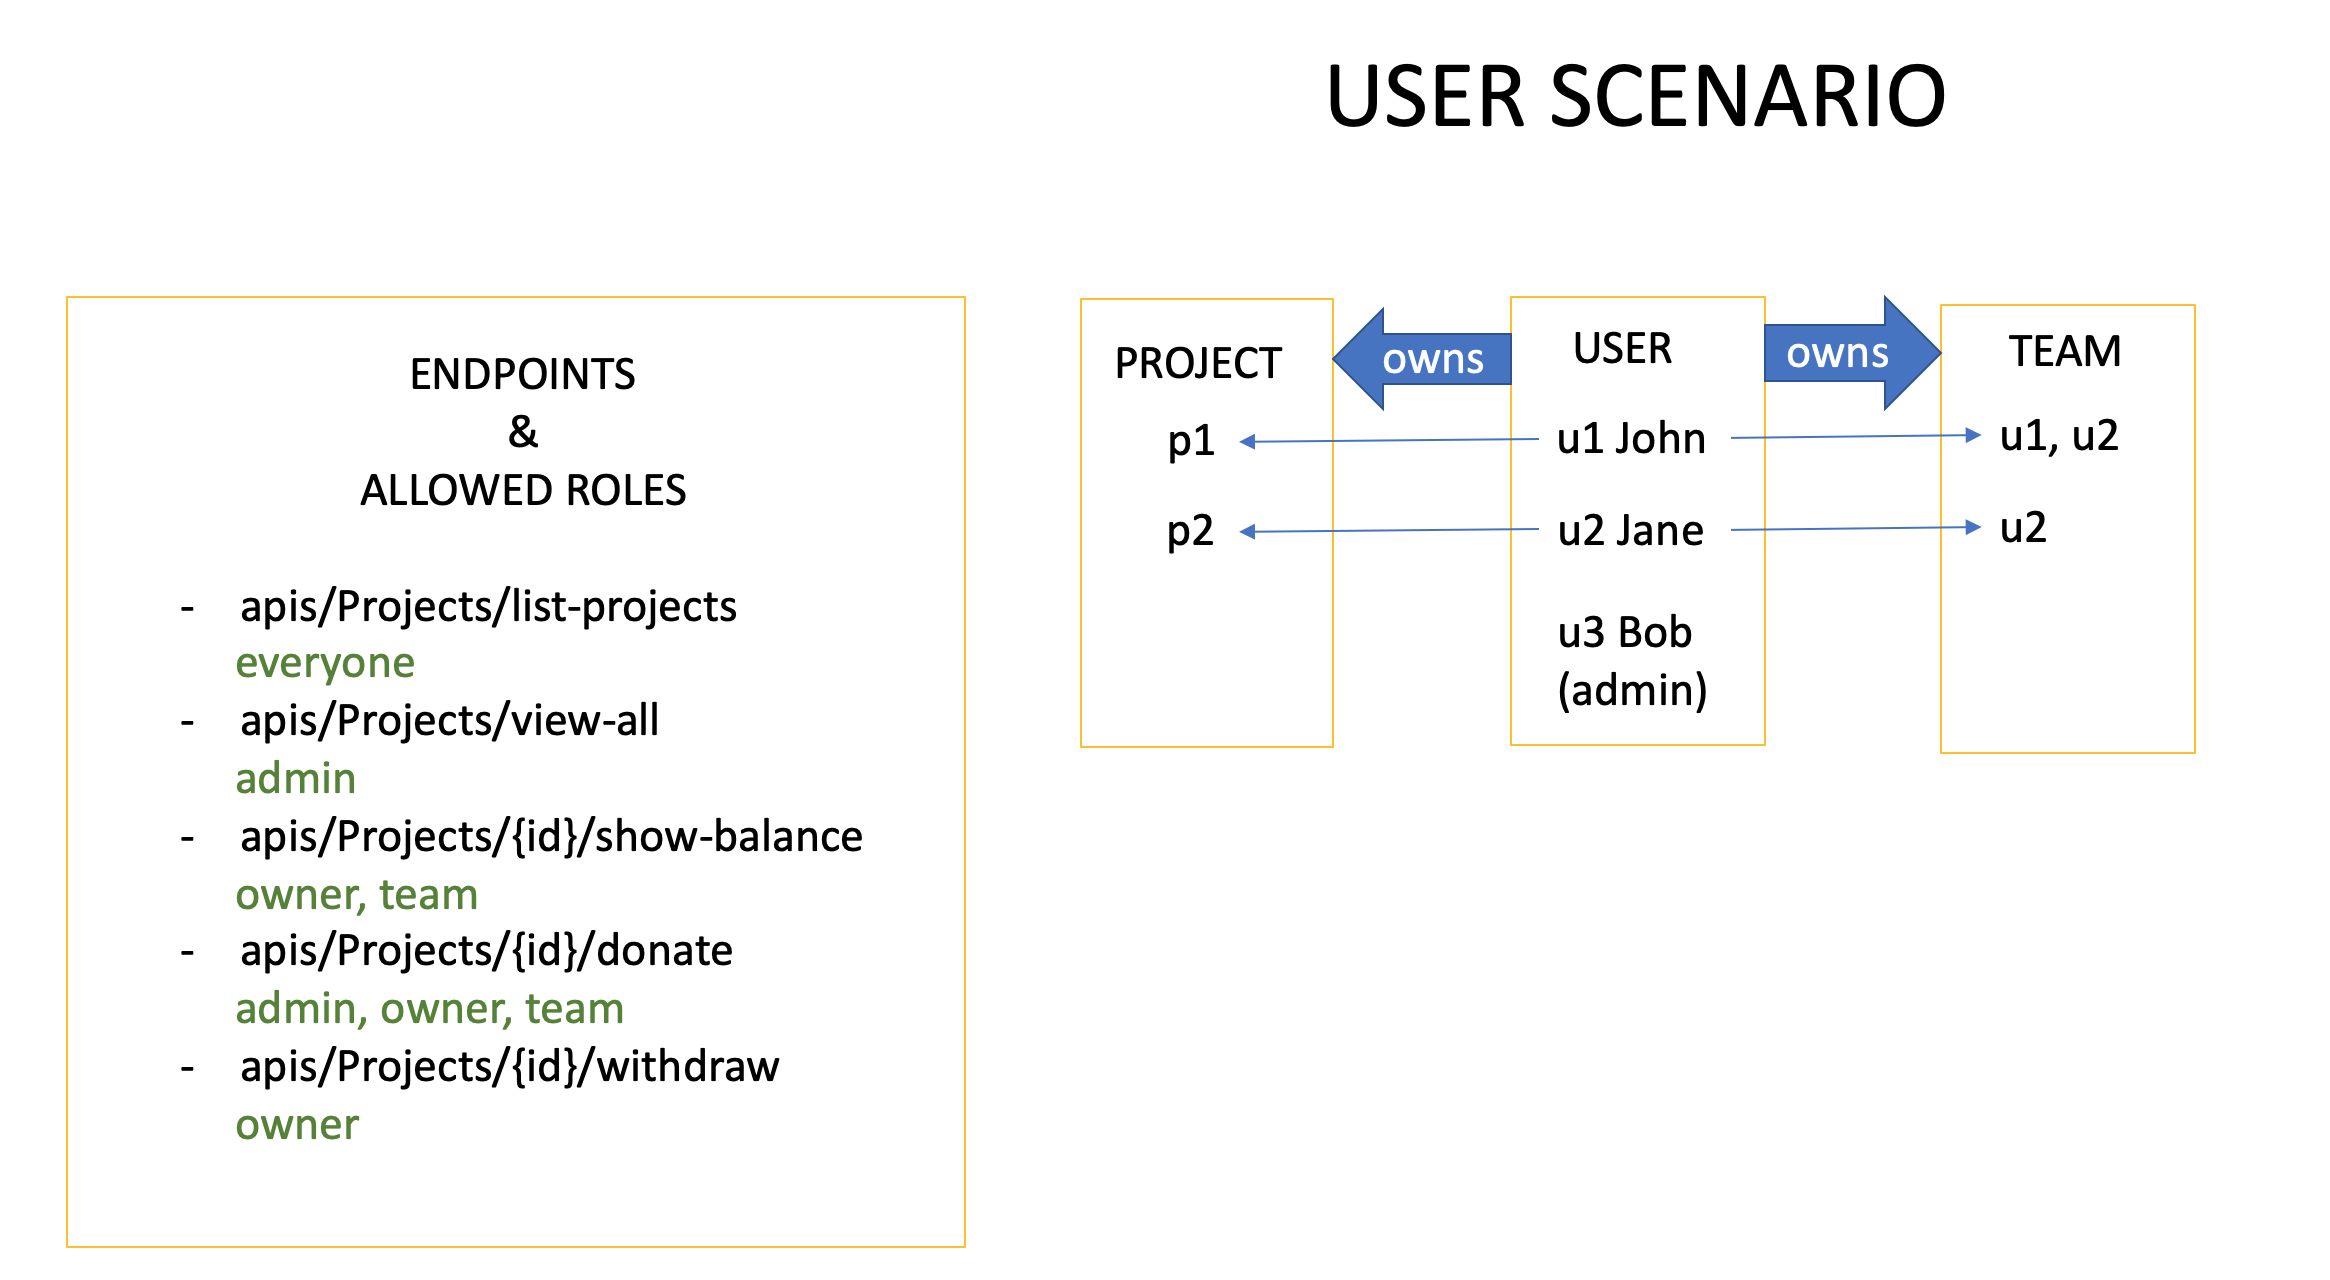 USER SCENARIO
ENDPOINTS
&
ALLOWED ROLES
- apis/Projects/list-projects
everyone
- apis/Projects/view-all
admin
- apis/Projects/{id}/show-balance
owner, team
- apis/Projects/{id}/donate
admin, owner, team
- apis/Projects/{id}/withdraw
owner
PROJECT
p1
p2
owns
USER
u1 John
u2 Jane
u3 Bob
(admin)
owns
TEAM
u1, u2
u2